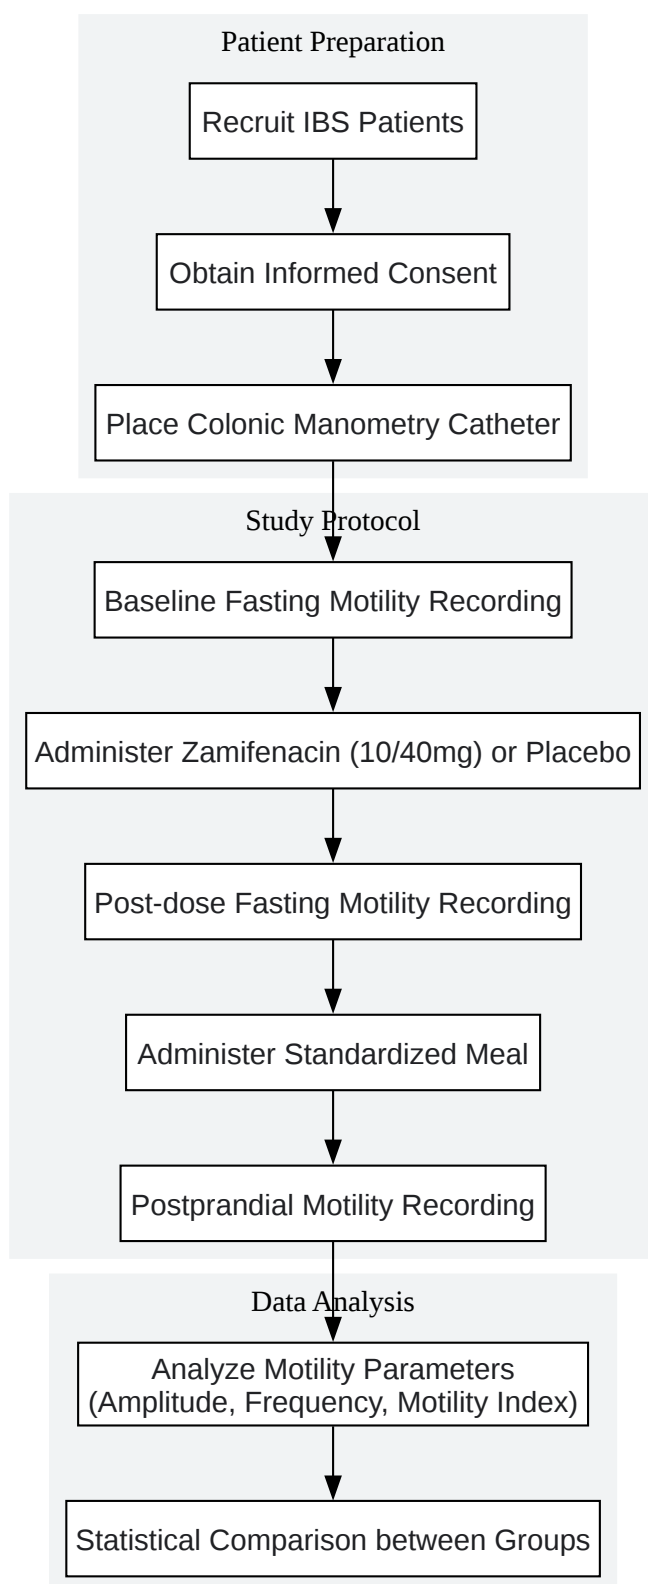 Patient Preparation
Recruit IBS Patients
Obtain Informed Consent
Place Colonic Manometry Catheter
Study Protocol
Baseline Fasting Motility Recording
Administer Zamifenacin (10/40mg) or Placebo
Post-dose Fasting Motility Recording
Administer Standardized Meal
Postprandial Motility Recording
Data Analysis
Analyze Motility Parameters
(Amplitude, Frequency, Motility Index)
Statistical Comparison between Groups